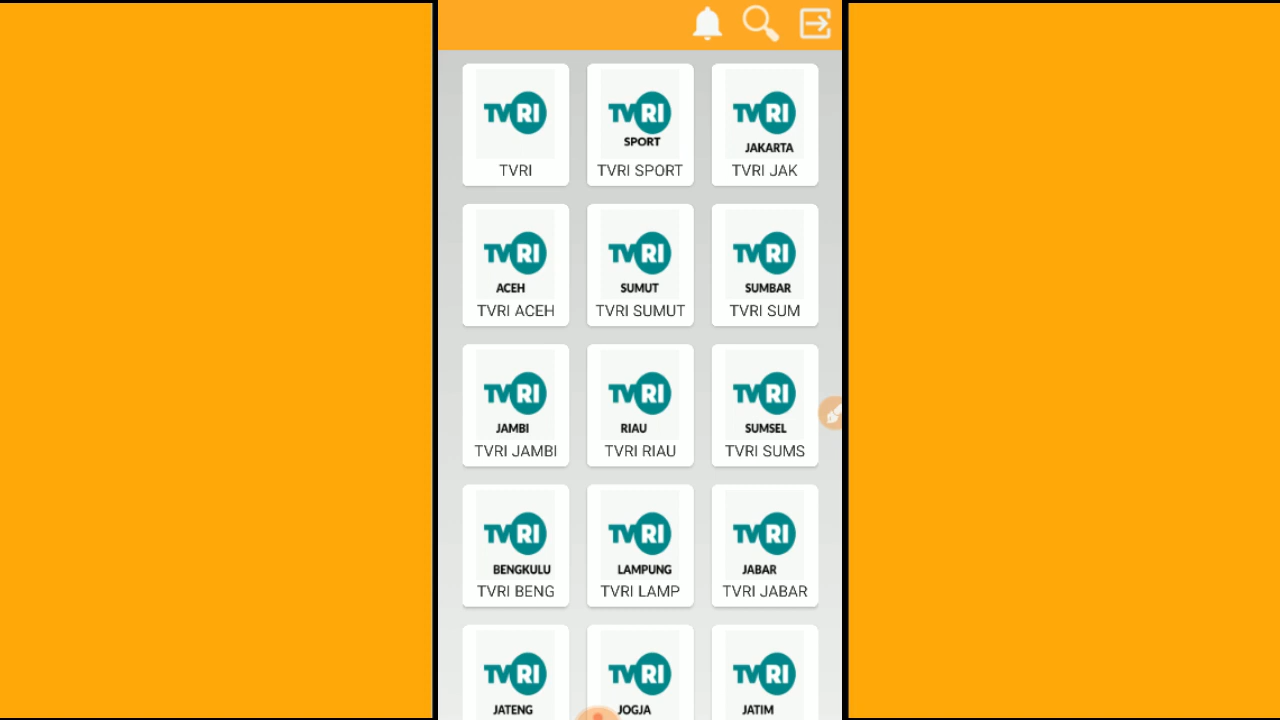 TVRI
TVRI
TVRI
SPORT
TVRI SPORT
TVRI
JAKARTA
TVRI JAK
TVRI
ACEH
TVRI ACEH
TVRI
SUMUT
TVRI SUMUT
TVRI
SUMBAR
TVRI SUM
TVRI
JAMBI
TVRI JAMBI
TVRI
RIAU
TVRI RIAU
TVRI
SUMSEL
TVRI SUMS
TVRI
BENGKULU
TVRI BENG
TVRI
LAMPUNG
TVRI LAMP
TVRI
JABAR
TVRI JABAR
TVRI
JATENG
TVRI
JOGJA
TVRI
JATIM